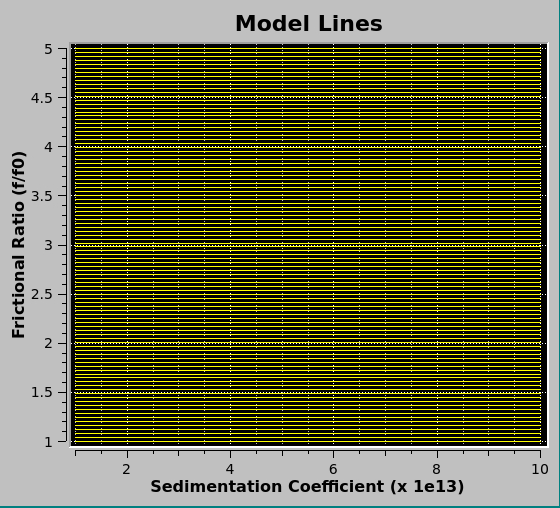 Model Lines
5
4.5
4
3.5
3
2.5
2
1.5
1
Frictional Ratio (f/f0)
2 4 6 8 10
Sedimentation Coefficient (x 1e13)